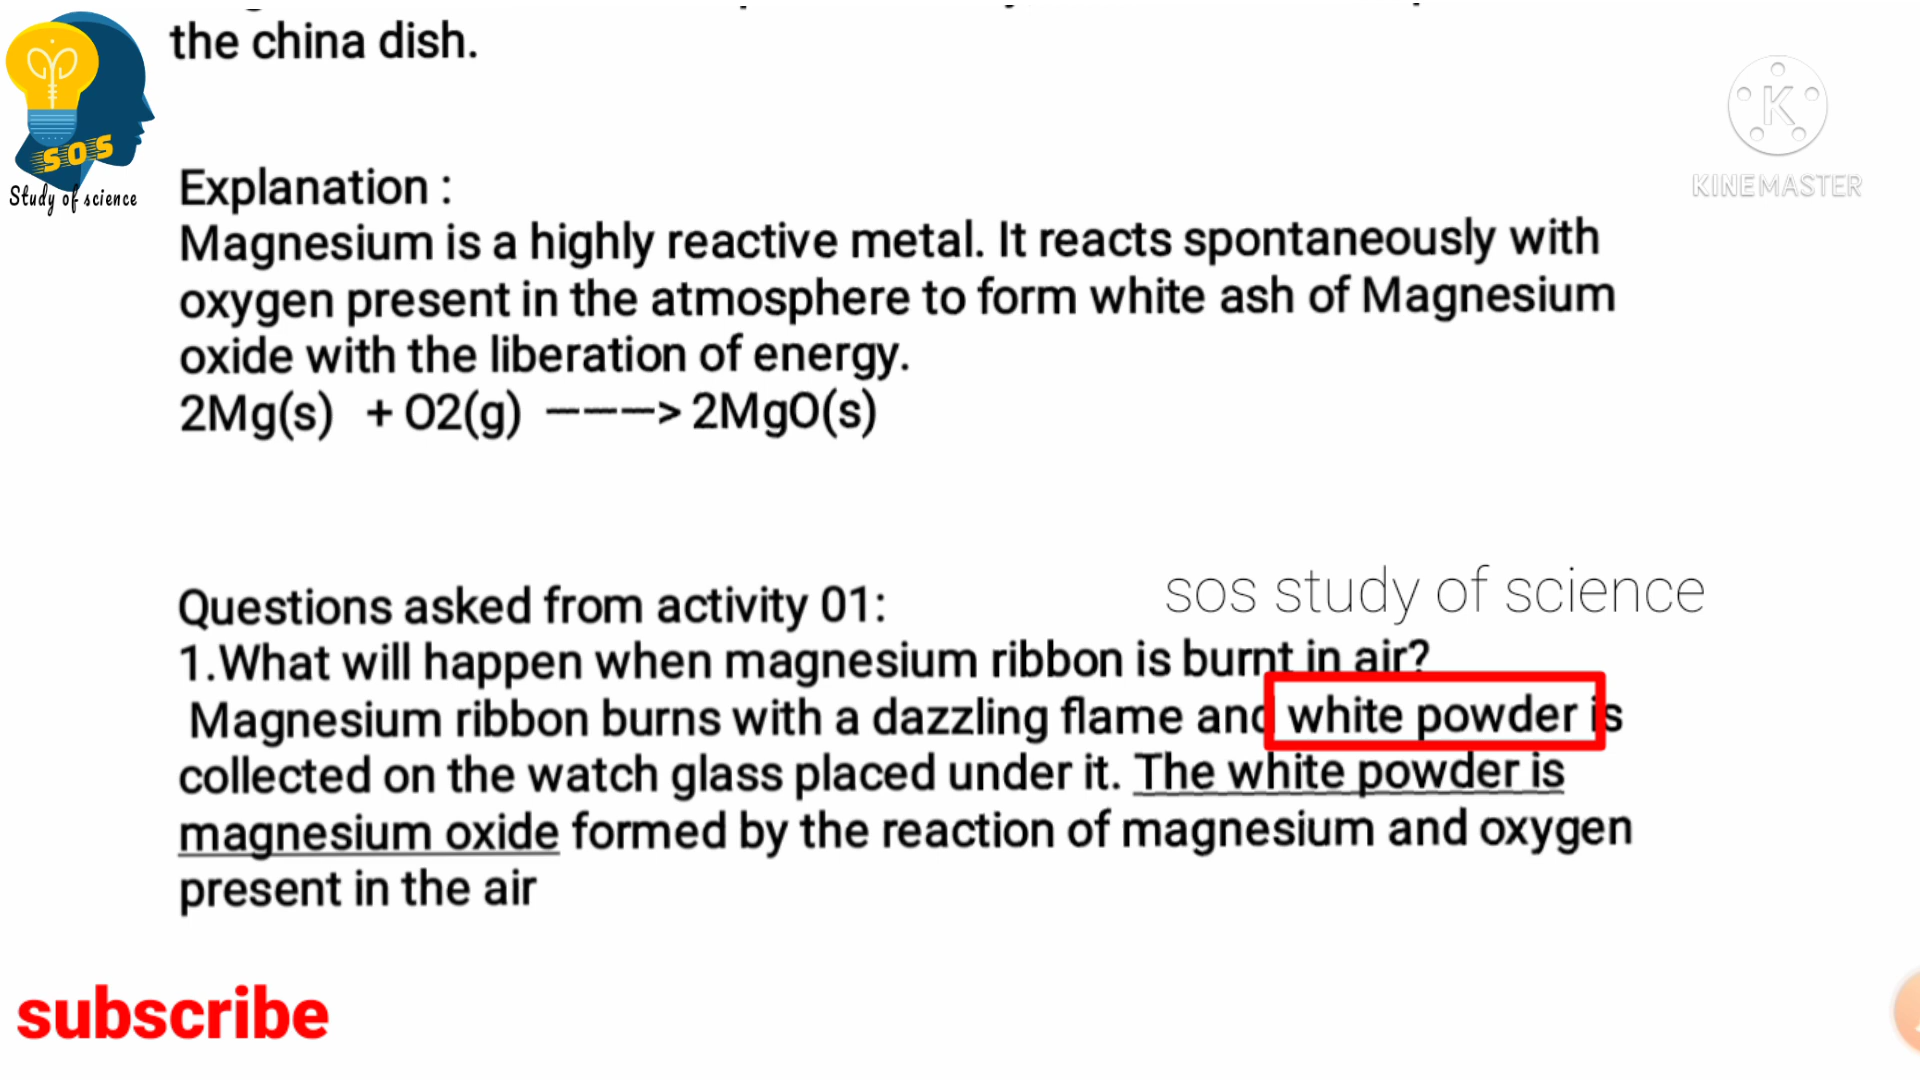 the china dish.
SOS
Study of science
K
KINEMASTER
Explanation :
Magnesium is a highly reactive metal. It reacts spontaneously with
oxygen present in the atmosphere to form white ash of Magnesium
oxide with the liberation of energy.
2Mg(s) + O2(g) ———> 2MgO(s)
sos study of science
Questions asked from activity 01:
1.What will happen when magnesium ribbon is burnt in air?
Magnesium ribbon burns with a dazzling flame and white powder is
collected on the watch glass placed under it. The white powder is
magnesium oxide formed by the reaction of magnesium and oxygen
present in the air
subscribe